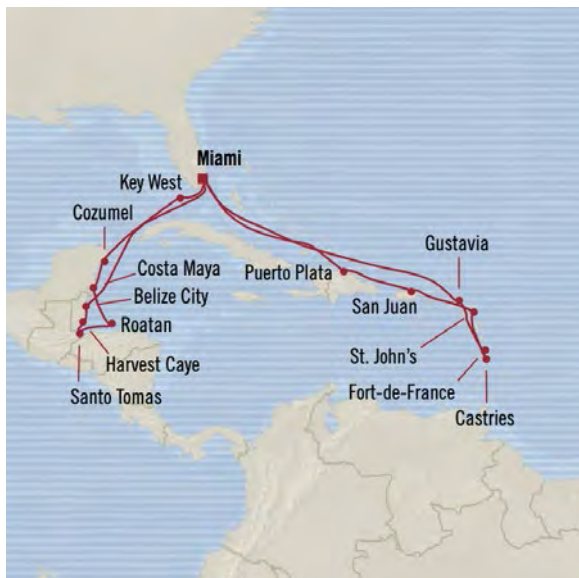 Miami
Key West
Cozumel
Gustavia
Costa Maya
Puerto Plata
Belize City
San Juan
Roatan
St. John's
Harvest Caye
Fort-de-France
Santo Tomas
Castries